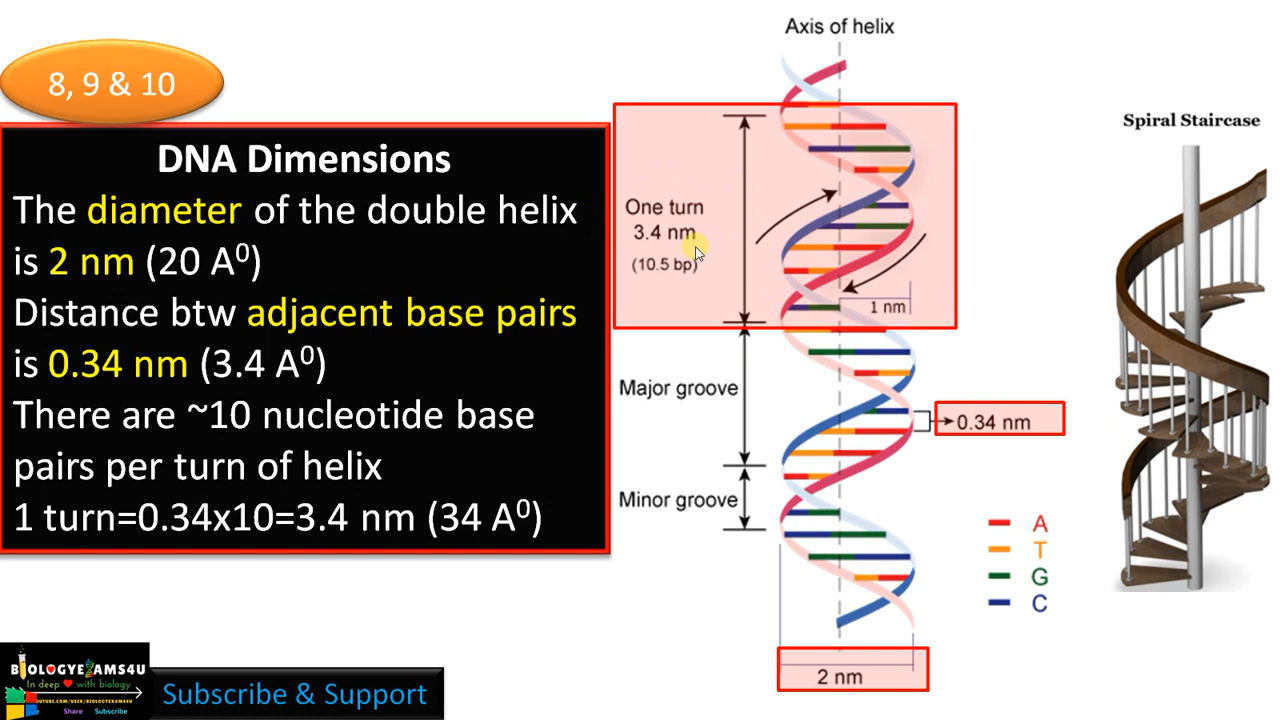 8, 9 & 10
DNA Dimensions
The diameter of the double helix
is 2 nm (20 A⁰)
Distance btw adjacent base pairs
is 0.34 nm (3.4 A⁰)
There are ~10 nucleotide base
pairs per turn of helix
1 turn=0.34x10=3.4 nm (34 A⁰)
Axis of helix
One turn
3.4 nm
(10.5 bp)
1 nm
Major groove
0.34 nm
Minor groove
A
T
G
C
2 nm
Spiral Staircase
BIOLOGYEXAMS4U
In deep ❤ with biology
YOUTUBE.COM/USER/BIOLOGYEXAMS4U
Share Subscribe
Subscribe & Support